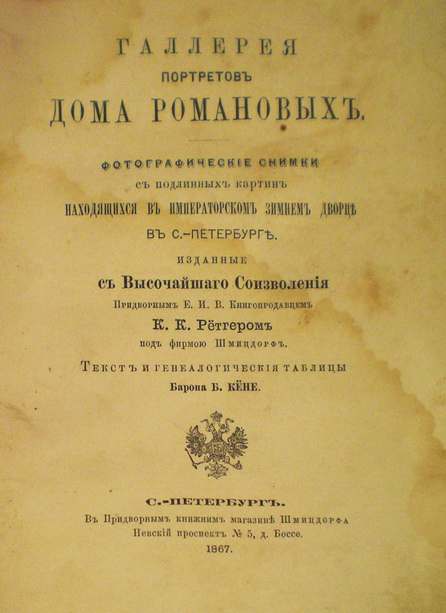 ГАЛЛЕРЕЯ
ПОРТРЕТОВЪ
ДОМА РОМАНОВЫХЪ.
ФОТОГРАФИЧЕСКІЕ СНИМКИ
СЪ ПОДЛИННЫХЪ КАРТИНЪ
НАХОДЯЩИХСЯ ВЪ ИМПЕРАТОРСКОМЪ ЗИМНЕМЪ ДВОРЦѢ
ВЪ С.-ПЕТЕРБУРГѢ.
ИЗДАННЫЕ
съ Высочайшаго Соизволенія
Придворнымъ Е. И. В. Книгопродавцемъ
К. К. Рётгеромъ
подъ фирмою Шмицдорфъ.
Текстъ и генеалогическія таблицы
Барона Б. КЁНЕ.
С.-ПЕТЕРБУРГЪ.
Въ Придворнымъ книжнимъ магазинѣ Шмицдорфа
Невскій проспектъ № 5, д. Боссе.
1867.